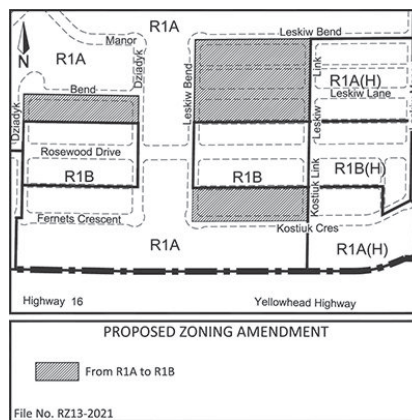 R1A
Leskiw Bend
Manor
R1A
N
Dziadyk
Leskiw Bend
Link
R1A(H)
Bend
Leskiw Lane
Dziadyk
Leskiw
Rosewood Drive
R1B
R1B
Kostiuk Link
R1B(H)
Fernets Crescent
Kostiuk Cres
R1A
R1A(H)
Highway 16
Yellowhead Highway
PROPOSED ZONING AMENDMENT
From R1A to R1B
File No. RZ13-2021